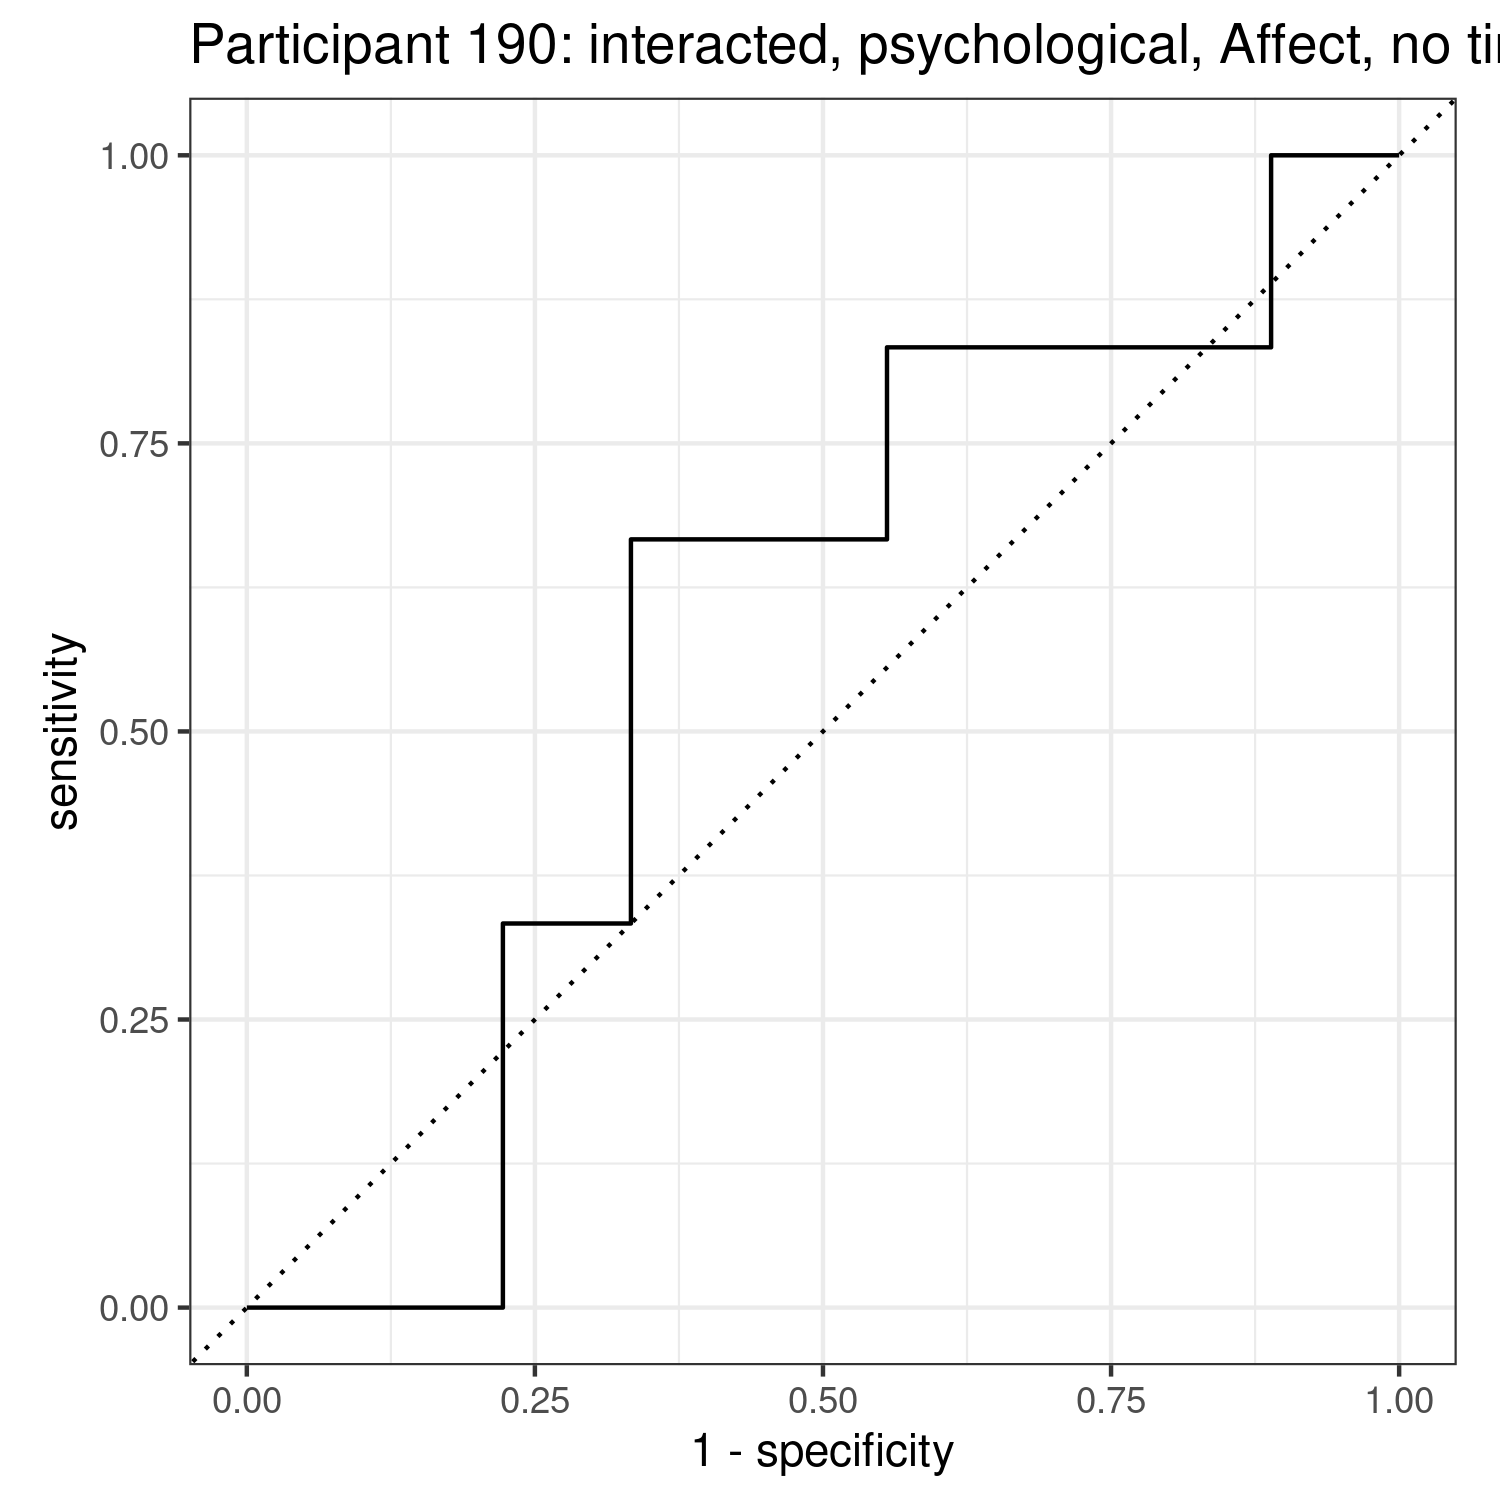 Participant 190: interacted, psychological, Affect, no
1.00
0.75
0.50
0.25
0.00
sensitivity
0.00 0.25 0.50 0.75 1.00
1 - specificity